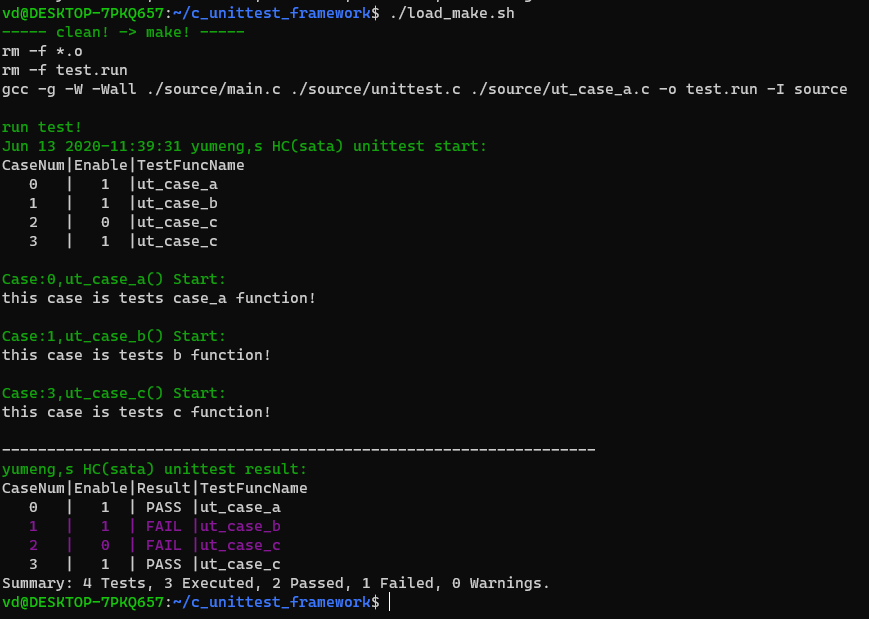 vd@DESKTOP-7PKQ657:~/c_unittest_framework$ ./load_make.sh
----- clean! -> make! -----
rm -f *.o
rm -f test.run
gcc -g -W -Wall ./source/main.c ./source/unittest.c ./source/ut_case_a.c -o test.run -I source
run test!
Jun 13 2020-11:39:31 yumeng,s HC(sata) unittest start:
CaseNum|Enable|TestFuncName
0 | 1 |ut_case_a
1 | 1 |ut_case_b
2 | 0 |ut_case_c
3 | 1 |ut_case_c
Case:0,ut_case_a() Start:
this case is tests case_a function!
Case:1,ut_case_b() Start:
this case is tests b function!
Case:3,ut_case_c() Start:
this case is tests c function!
------------------------------------------------------------------
yumeng,s HC(sata) unittest result:
CaseNum|Enable|Result|TestFuncName
0 | 1 | PASS |ut_case_a
1 | 1 | FAIL |ut_case_b
2 | 0 | FAIL |ut_case_c
3 | 1 | PASS |ut_case_c
Summary: 4 Tests, 3 Executed, 2 Passed, 1 Failed, 0 Warnings.
vd@DESKTOP-7PKQ657:~/c_unittest_framework$